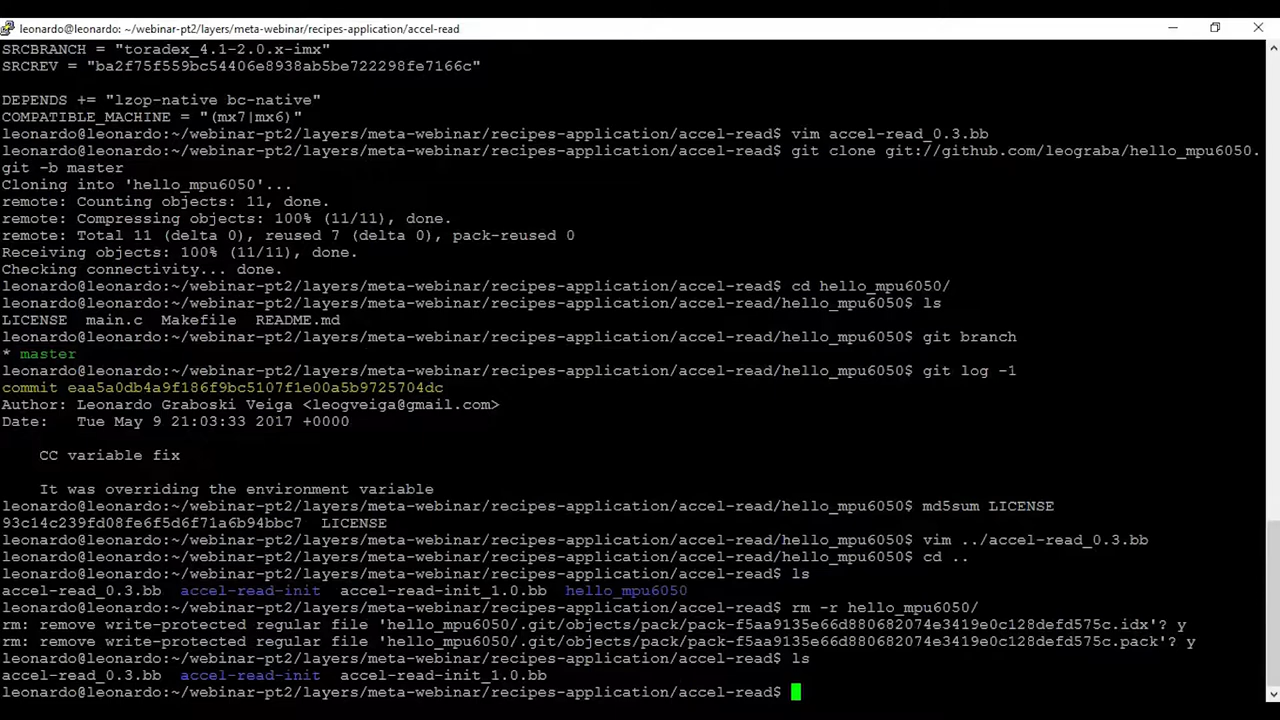 leonardo@leonardo: ~/webinar-pt2/layers/meta-webinar/recipes-application/accel-read
SRCBRANCH = "toradex_4.1-2.0.x-imx"
SRCREV = "ba2f75f559bc54406e8938ab5be722298fe7166c"
DEPENDS += "lzop-native bc-native"
COMPATIBLE_MACHINE = "(mx7|mx6)"
leonardo@leonardo:~/webinar-pt2/layers/meta-webinar/recipes-application/accel-read$ vim accel-read_0.3.bb
leonardo@leonardo:~/webinar-pt2/layers/meta-webinar/recipes-application/accel-read$ git clone git://github.com/leograba/hello_mpu6050.
git -b master
Cloning into 'hello_mpu6050'...
remote: Counting objects: 11, done.
remote: Compressing objects: 100% (11/11), done.
remote: Total 11 (delta 0), reused 7 (delta 0), pack-reused 0
Receiving objects: 100% (11/11), done.
Checking connectivity... done.
leonardo@leonardo:~/webinar-pt2/layers/meta-webinar/recipes-application/accel-read$ cd hello_mpu6050/
leonardo@leonardo:~/webinar-pt2/layers/meta-webinar/recipes-application/accel-read/hello_mpu6050$ ls
LICENSE  main.c  Makefile  README.md
leonardo@leonardo:~/webinar-pt2/layers/meta-webinar/recipes-application/accel-read/hello_mpu6050$ git branch
* master
leonardo@leonardo:~/webinar-pt2/layers/meta-webinar/recipes-application/accel-read/hello_mpu6050$ git log -1
commit eaa5a0db4a9f186f9bc5107f1e00a5b9725704dc
Author: Leonardo Graboski Veiga <leogveiga@gmail.com>
Date:   Tue May 9 21:03:33 2017 +0000
CC variable fix
It was overriding the environment variable
leonardo@leonardo:~/webinar-pt2/layers/meta-webinar/recipes-application/accel-read/hello_mpu6050$ md5sum LICENSE
93c14c239fd08fe6f5d6f71a6b94bbc7  LICENSE
leonardo@leonardo:~/webinar-pt2/layers/meta-webinar/recipes-application/accel-read/hello_mpu6050$ vim ../accel-read_0.3.bb
leonardo@leonardo:~/webinar-pt2/layers/meta-webinar/recipes-application/accel-read/hello_mpu6050$ cd ..
leonardo@leonardo:~/webinar-pt2/layers/meta-webinar/recipes-application/accel-read$ ls
accel-read_0.3.bb  accel-read-init  accel-read-init_1.0.bb  hello_mpu6050
leonardo@leonardo:~/webinar-pt2/layers/meta-webinar/recipes-application/accel-read$ rm -r hello_mpu6050/
rm: remove write-protected regular file 'hello_mpu6050/.git/objects/pack/pack-f5aa9135e66d880682074e3419e0c128defd575c.idx'? y
rm: remove write-protected regular file 'hello_mpu6050/.git/objects/pack/pack-f5aa9135e66d880682074e3419e0c128defd575c.pack'? y
leonardo@leonardo:~/webinar-pt2/layers/meta-webinar/recipes-application/accel-read$ ls
accel-read_0.3.bb  accel-read-init  accel-read-init_1.0.bb
leonardo@leonardo:~/webinar-pt2/layers/meta-webinar/recipes-application/accel-read$